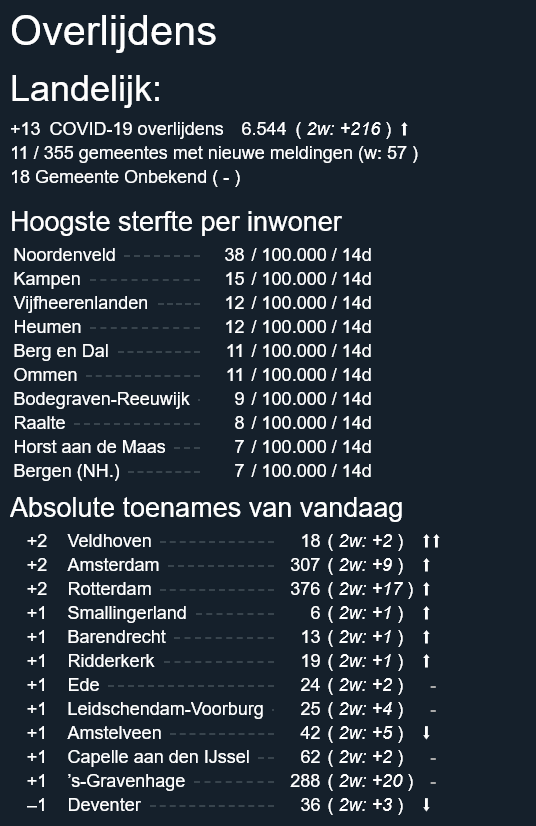 Overlijdens
Landelijk:
+13 COVID-19 overlijdens 6.544 ( 2w: +216 ) ⬆
11 / 355 gemeentes met nieuwe meldingen (w: 57 )
18 Gemeente Onbekend ( - )
Hoogste sterfte per inwoner
Noordenveld -------- 38 / 100.000 / 14d
Kampen ----------- 15 / 100.000 / 14d
Vijfheerenlanden ----- 12 / 100.000 / 14d
Heumen ----------- 12 / 100.000 / 14d
Berg en Dal -------- 11 / 100.000 / 14d
Ommen ------------ 11 / 100.000 / 14d
Bodegraven-Reeuwijk - 9 / 100.000 / 14d
Raalte ------------- 8 / 100.000 / 14d
Horst aan de Maas --- 7 / 100.000 / 14d
Bergen (NH.) -------- 7 / 100.000 / 14d
Absolute toenames van vandaag
+2 Veldhoven ------------ 18 ( 2w: +2 ) ⬆⬆
+2 Amsterdam ----------- 307 ( 2w: +9 ) ⬆
+2 Rotterdam ------------ 376 ( 2w: +17 ) ⬆
+1 Smallingerland -------- 6 ( 2w: +1 ) ⬆
+1 Barendrecht ---------- 13 ( 2w: +1 ) ⬆
+1 Ridderkerk ------------ 19 ( 2w: +1 ) ⬆
+1 Ede ----------------- 24 ( 2w: +2 ) -
+1 Leidschendam-Voorburg - 25 ( 2w: +4 ) -
+1 Amstelveen ----------- 42 ( 2w: +5 ) ⬇
+1 Capelle aan den IJssel -- 62 ( 2w: +2 ) -
+1 ’s-Gravenhage -------- 288 ( 2w: +20 ) -
–1 Deventer ------------- 36 ( 2w: +3 ) ⬇